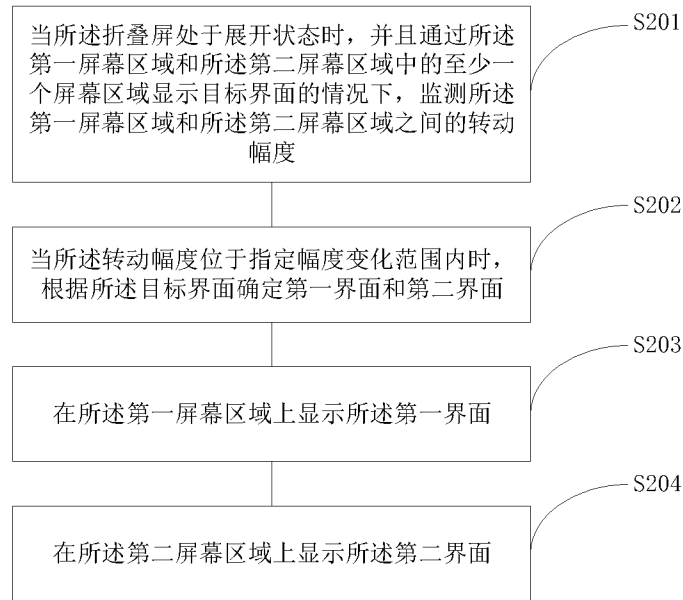 当所述折叠屏处于展开状态时，并且通过所述
第一屏幕区域和所述第二屏幕区域中的至少一
个屏幕区域显示目标界面的情况下，监测所述
第一屏幕区域和所述第二屏幕区域之间的转动
幅度
S201
当所述转动幅度位于指定幅度变化范围内时，
根据所述目标界面确定第一界面和第二界面
S202
在所述第一屏幕区域上显示所述第一界面
S203
在所述第二屏幕区域上显示所述第二界面
S204